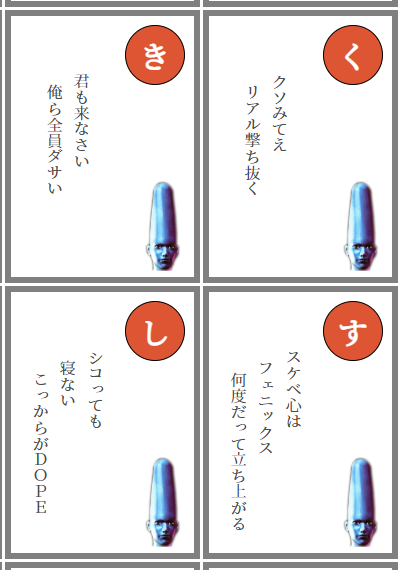 き
君も来なさい
俺ら全員ダサい
く
クソみてえ
リアル撃ち抜く
し
シコっても
寝ない
こっからがDOPE
す
スケベ心は
フェニックス
何度だって立ち上がる